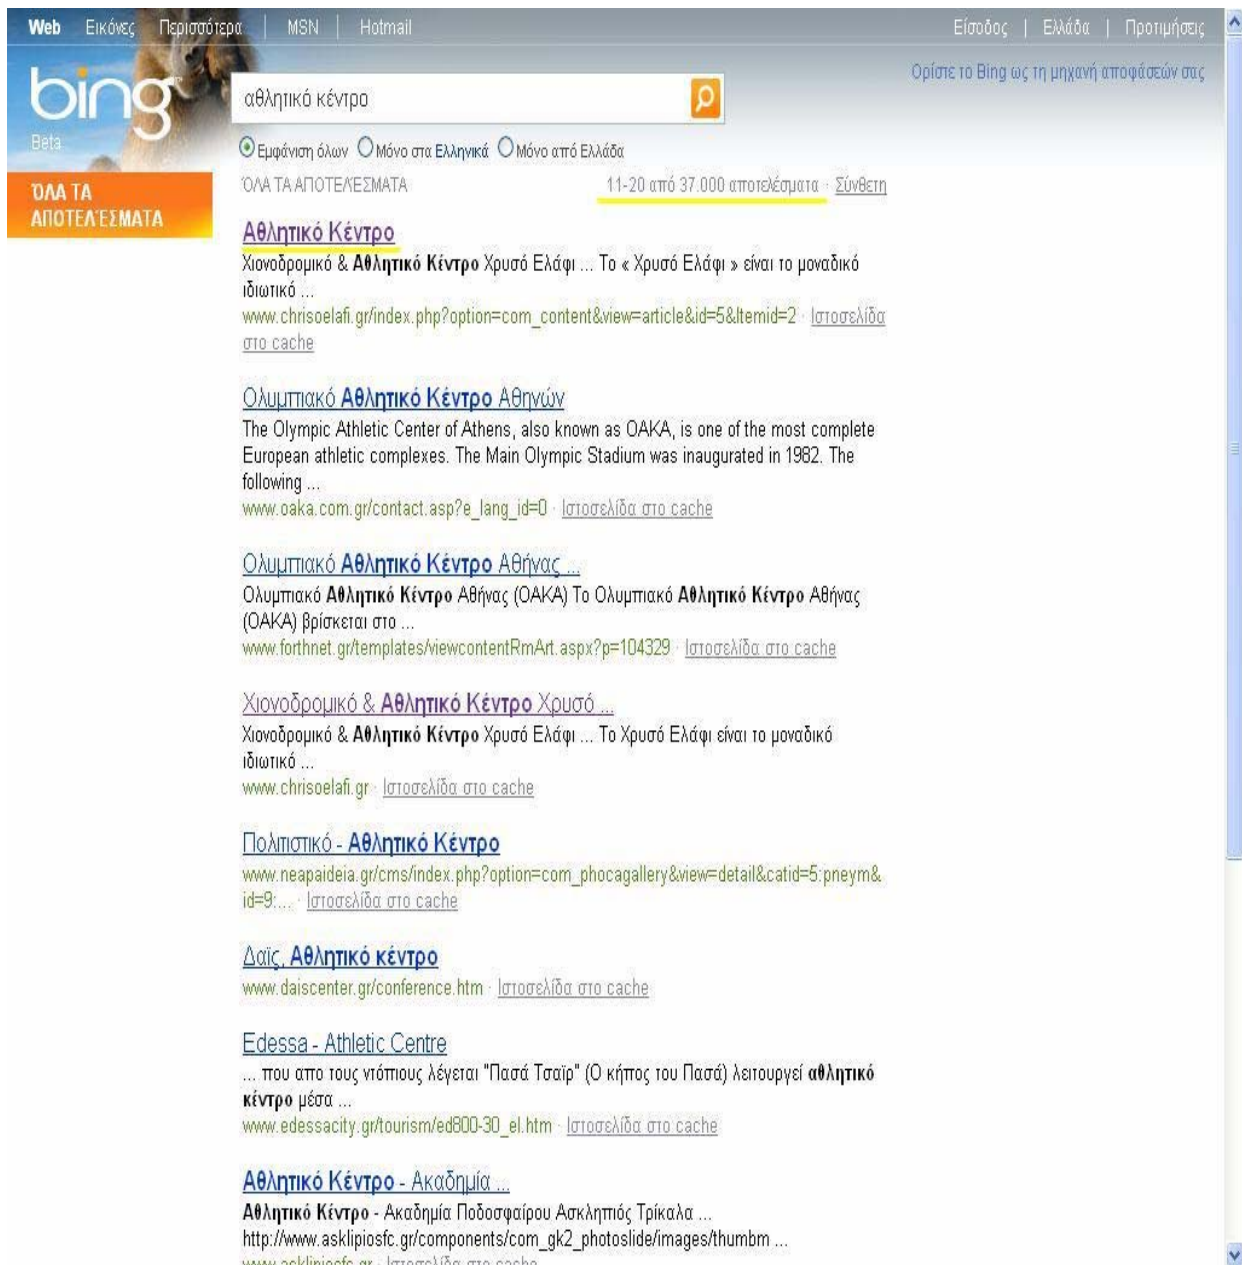 Web Εικόνες Περισσότερα | MSN | Hotmail
Είσοδος | Ελλάδα | Προτιμήσεις
Ορίστε το Bing ως τη μηχανή αποφάσεών σας
bing
Beta
αθλητικό κέντρο
Εμφάνιση όλων Μόνο στα Ελληνικά Μόνο από Ελλάδα
ΌΛΑ ΤΑ
ΑΠΟΤΕΛΈΣΜΑΤΑ
ΌΛΑ ΤΑ ΑΠΟΤΕΛΈΣΜΑΤΑ
11-20 από 37.000 αποτελέσματα · Σύνθετη
Αθλητικό Κέντρο
Χιονοδρομικό & Αθλητικό Κέντρο Χρυσό Ελάφι ... Το « Χρυσό Ελάφι » είναι το μοναδικό
ιδιωτικό ...
www.chrisoelafi.gr/index.php?option=com_content&view=article&id=5&Itemid=2 · Ιστοσελίδα
στο cache
Ολυμπιακό Αθλητικό Κέντρο Αθηνών
The Olympic Athletic Center of Athens, also known as OAKA, is one of the most complete
European athletic complexes. The Main Olympic Stadium was inaugurated in 1982. The
following ...
www.oaka.com.gr/contact.asp?e_lang_id=0 · Ιστοσελίδα στο cache
Ολυμπιακό Αθλητικό Κέντρο Αθήνας ...
Ολυμπιακό Αθλητικό Κέντρο Αθήνας (ΟΑΚΑ) Το Ολυμπιακό Αθλητικό Κέντρο Αθήνας
(ΟΑΚΑ) βρίσκεται στο ...
www.forthnet.gr/templates/viewcontentRmArt.aspx?p=104329 · Ιστοσελίδα στο cache
Χιονοδρομικό & Αθλητικό Κέντρο Χρυσό ...
Χιονοδρομικό & Αθλητικό Κέντρο Χρυσό Ελάφι ... Το Χρυσό Ελάφι είναι το μοναδικό
ιδιωτικό ...
www.chrisoelafi.gr · Ιστοσελίδα στο cache
Πολιτιστικό - Αθλητικό Κέντρο
www.neapaideia.gr/cms/index.php?option=com_phocagallery&view=detail&catid=5:pneym&
id=9:... · Ιστοσελίδα στο cache
Δαϊς, Αθλητικό κέντρο
www.daiscenter.gr/conference.htm · Ιστοσελίδα στο cache
Edessa - Athletic Centre
... που απο τους ντόπιους λέγεται "Πασά Τσαϊρ" (Ο κήπος του Πασά) λειτουργεί αθλητικό
κέντρο μέσα ...
www.edessacity.gr/tourism/ed800-30_el.htm · Ιστοσελίδα στο cache
Αθλητικό Κέντρο - Ακαδημία ...
Αθλητικό Κέντρο - Ακαδημία Ποδοσφαίρου Ασκληπιός Τρίκαλα ...
http://www.asklipiosfc.gr/components/com_gk2_photoslide/images/thumbm ...
www.asklipiosfc.gr · Ιστοσελίδα στο cache